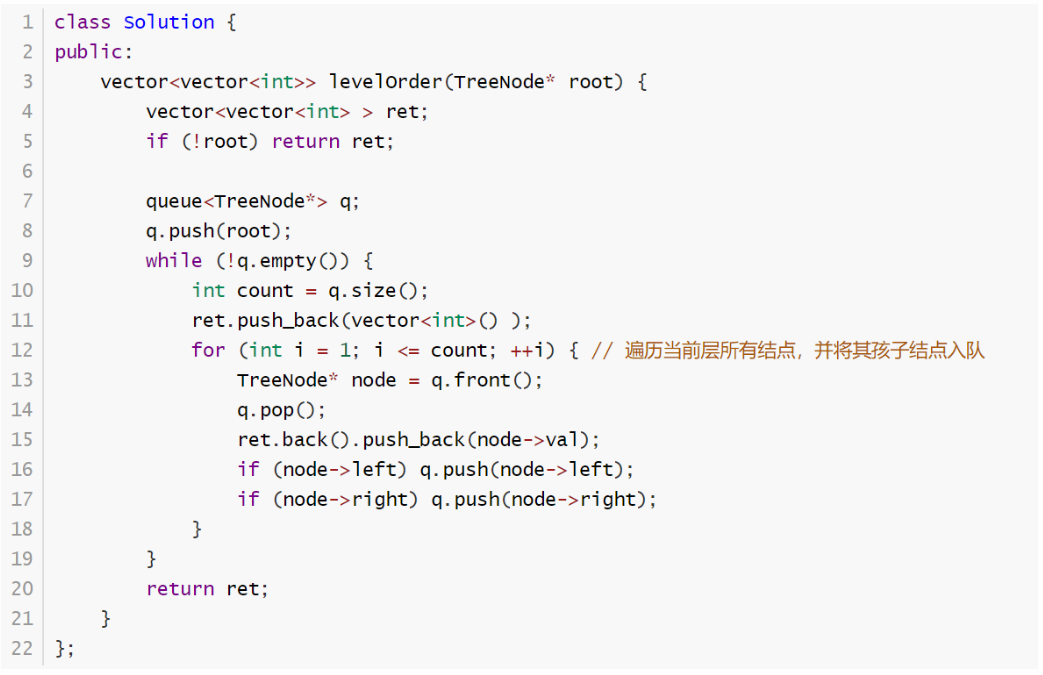 1 class Solution {
2 public:
3     vector<vector<int>> levelOrder(TreeNode* root) {
4         vector<vector<int> > ret;
5         if (!root) return ret;
6
7         queue<TreeNode*> q;
8         q.push(root);
9         while (!q.empty()) {
10             int count = q.size();
11             ret.push_back(vector<int>() );
12             for (int i = 1; i <= count; ++i) { // 遍历当前层所有结点，并将其孩子结点入队
13                 TreeNode* node = q.front();
14                 q.pop();
15                 ret.back().push_back(node->val);
16                 if (node->left) q.push(node->left);
17                 if (node->right) q.push(node->right);
18             }
19         }
20         return ret;
21     }
22 };